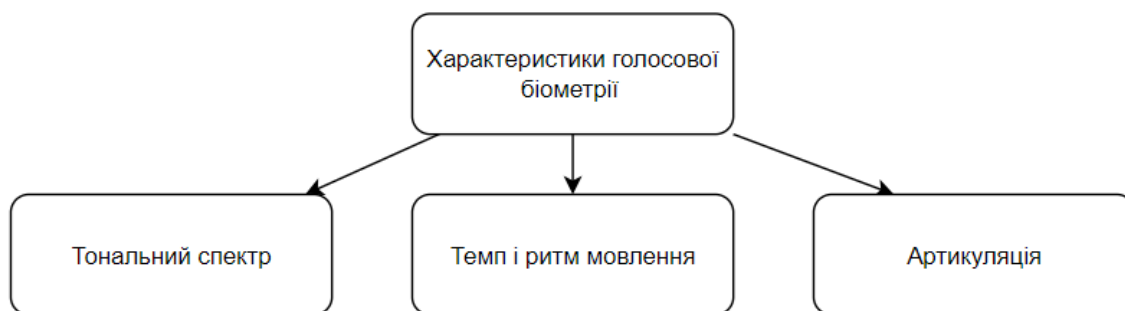 Характеристики голосової
біометрії
Тональний спектр
Темп і ритм мовлення
Артикуляція